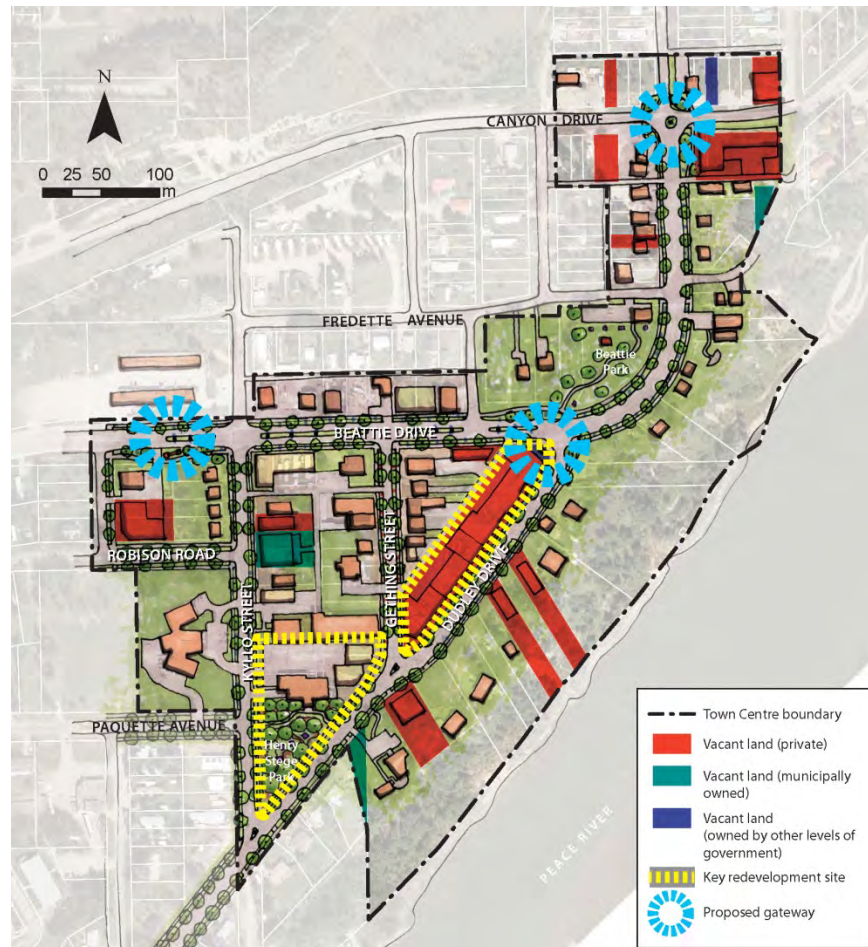 N
0 25 50 100
m
CANYON DRIVE
FREDETTE AVENUE
Beattie
Park
BEATTIE DRIVE
ROBISON ROAD
KYLLO STREET
GETHING STREET
DUDLEY DRIVE
PAQUETTE AVENUE
Henry
Stege
Park
PEACE RIVER
Town Centre boundary
Vacant land (private)
Vacant land (municipally
owned)
Vacant land
(owned by other levels of
government)
Key redevelopment site
Proposed gateway